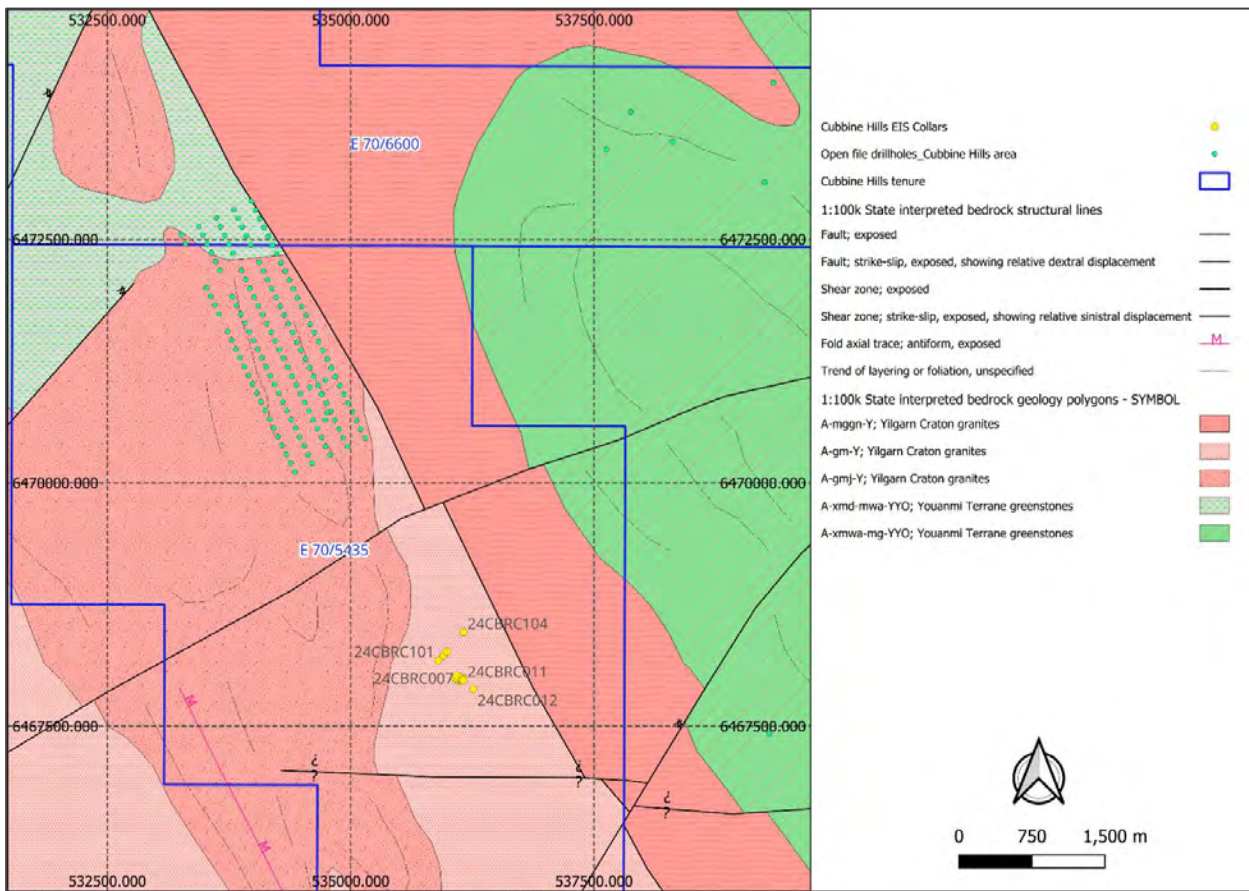 532500.000 535000.000 537500.000
E 70/6600
6472500.000 6472500.000
6470000.000 6470000.000
E 70/5435
24CBRC104
24CBRC101
24CBRC011
24CBRC007
24CBRC012
6467500.000 6467500.000
M
¿
?
¿
?
¿
?
M
532500.000 535000.000 537500.000
Cubbine Hills EIS Collars
Open file drillholes_Cubbine Hills area
Cubbine Hills tenure
1:100k State interpreted bedrock structural lines
Fault; exposed
Fault; strike-slip, exposed, showing relative dextral displacement
Shear zone; exposed
Shear zone; strike-slip, exposed, showing relative sinistral displacement
Fold axial trace; antiform, exposed M
Trend of layering or foliation, unspecified
1:100k State interpreted bedrock geology polygons - SYMBOL
A-mggn-Y; Yilgarn Craton granites
A-gm-Y; Yilgarn Craton granites
A-gmj-Y; Yilgarn Craton granites
A-xmd-mwa-YYO; Youanmi Terrane greenstones
A-xmwa-mg-YYO; Youanmi Terrane greenstones
0 750 1,500 m